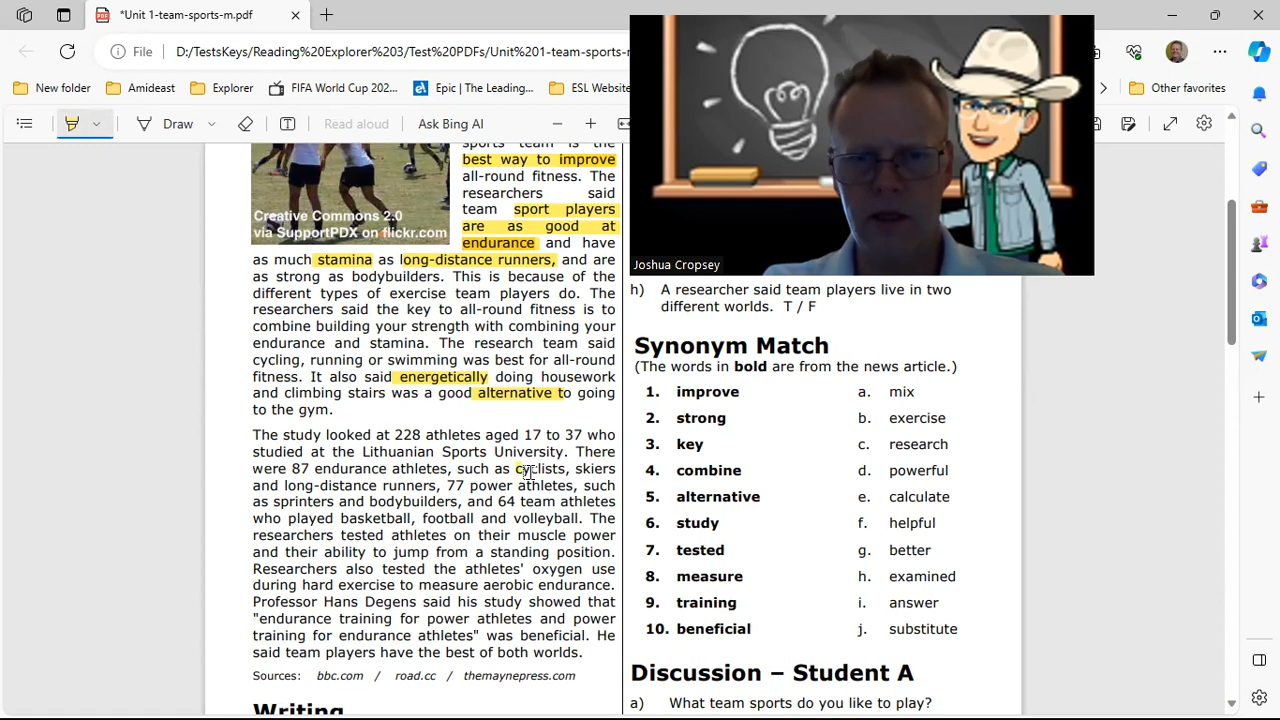 *Unit 1-team-sports-m.pdf
File
D:/TestsKeys/Reading%20Explorer%203/Test%20PDFs/Unit%201-team-sports-m
New folder
Amideast
Explorer
FIFA World Cup 202...
Epic | The Leading...
ESL Website
Other favorites
Draw
Read aloud
Ask Bing AI
sports team is the
best way to improve
all-round fitness. The
researchers said
team sport players
are as good at
endurance and have
Creative Commons 2.0
via SupportPDX on flickr.com
as much stamina as long-distance runners, and are
as strong as bodybuilders. This is because of the
different types of exercise team players do. The
researchers said the key to all-round fitness is to
combine building your strength with combining your
endurance and stamina. The research team said
cycling, running or swimming was best for all-round
fitness. It also said energetically doing housework
and climbing stairs was a good alternative to going
to the gym.
The study looked at 228 athletes aged 17 to 37 who
studied at the Lithuanian Sports University. There
were 87 endurance athletes, such as cyclists, skiers
and long-distance runners, 77 power athletes, such
as sprinters and bodybuilders, and 64 team athletes
who played basketball, football and volleyball. The
researchers tested athletes on their muscle power
and their ability to jump from a standing position.
Researchers also tested the athletes' oxygen use
during hard exercise to measure aerobic endurance.
Professor Hans Degens said his study showed that
"endurance training for power athletes and power
training for endurance athletes" was beneficial. He
said team players have the best of both worlds.
Sources: bbc.com / road.cc / themaynepress.com
Writing
Joshua Cropsey
h) A researcher said team players live in two
different worlds. T / F
Synonym Match
(The words in bold are from the news article.)
1. improve a. mix
2. strong b. exercise
3. key c. research
4. combine d. powerful
5. alternative e. calculate
6. study f. helpful
7. tested g. better
8. measure h. examined
9. training i. answer
10. beneficial j. substitute
Discussion – Student A
a) What team sports do you like to play?